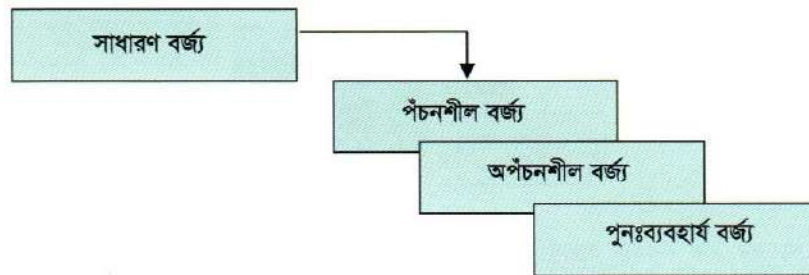 সাধারণ বর্জ্য
পঁচনশীল বর্জ্য
অপঁচনশীল বর্জ্য
পুনঃব্যবহার্য বর্জ্য